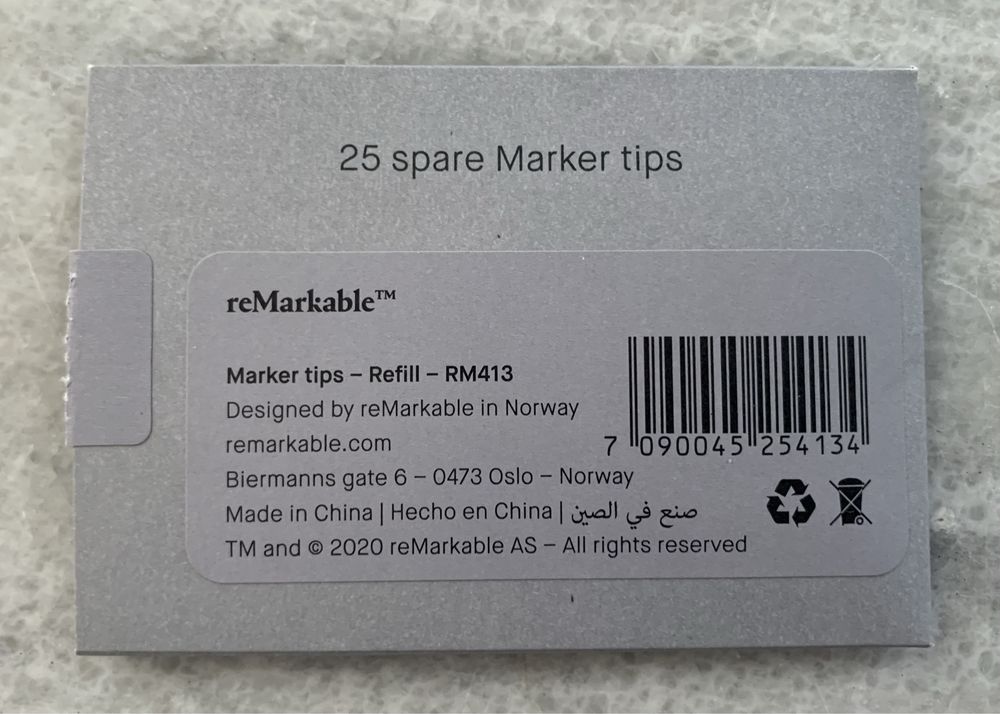 25 spare Marker tips
reMarkable™
Marker tips – Refill – RM413
Designed by reMarkable in Norway
remarkable.com
Biermanns gate 6 – 0473 Oslo – Norway
Made in China | Hecho en China | صنع في الصين
TM and © 2020 reMarkable AS – All rights reserved
7 090045 254134